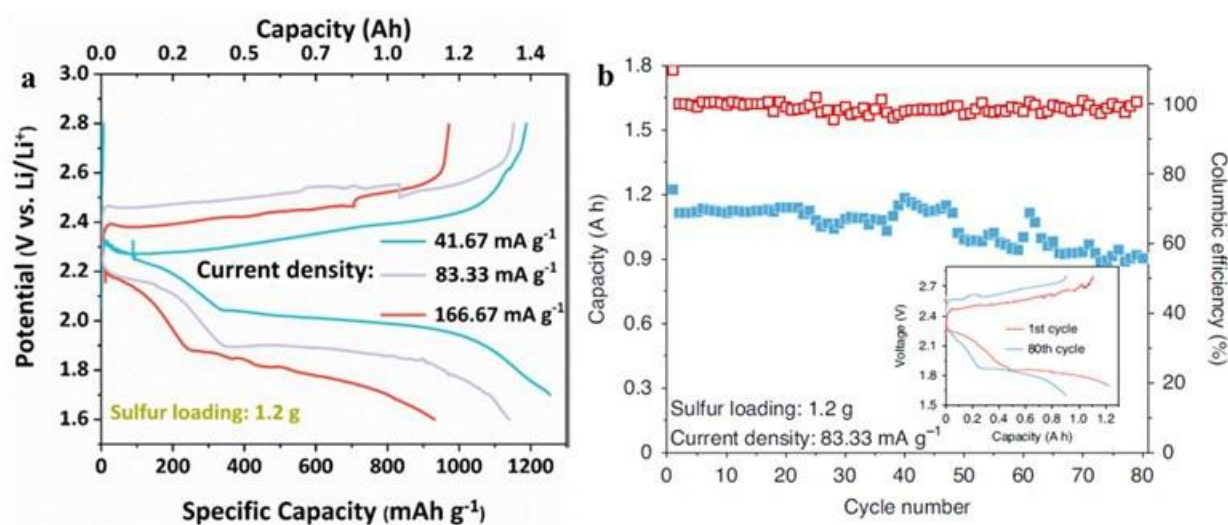 Capacity (Ah)
0.0 0.2 0.5 0.7 0.9 1.2 1.4
a
3.0
2.8
2.6
2.4
2.2
2.0
1.8
1.6
Potential (V vs. Li/Li⁺)
41.67 mA g⁻¹
Current density: 83.33 mA g⁻¹
166.67 mA g⁻¹
Sulfur loading: 1.2 g
0 200 400 600 800 1000 1200
Specific Capacity (mAh g⁻¹)
b
1.8
1.5
1.2
0.9
0.6
0.3
0
Capacity (A h)
100
80
60
40
20
0
Columbic efficiency (%)
2.7
2.4
2.1
1.8
1.5
Voltage (V)
1st cycle
80th cycle
0 0.2 0.4 0.6 0.8 1.0 1.2
Capacity (A h)
Sulfur loading: 1.2 g
Current density: 83.33 mA g⁻¹
0 10 20 30 40 50 60 70 80
Cycle number